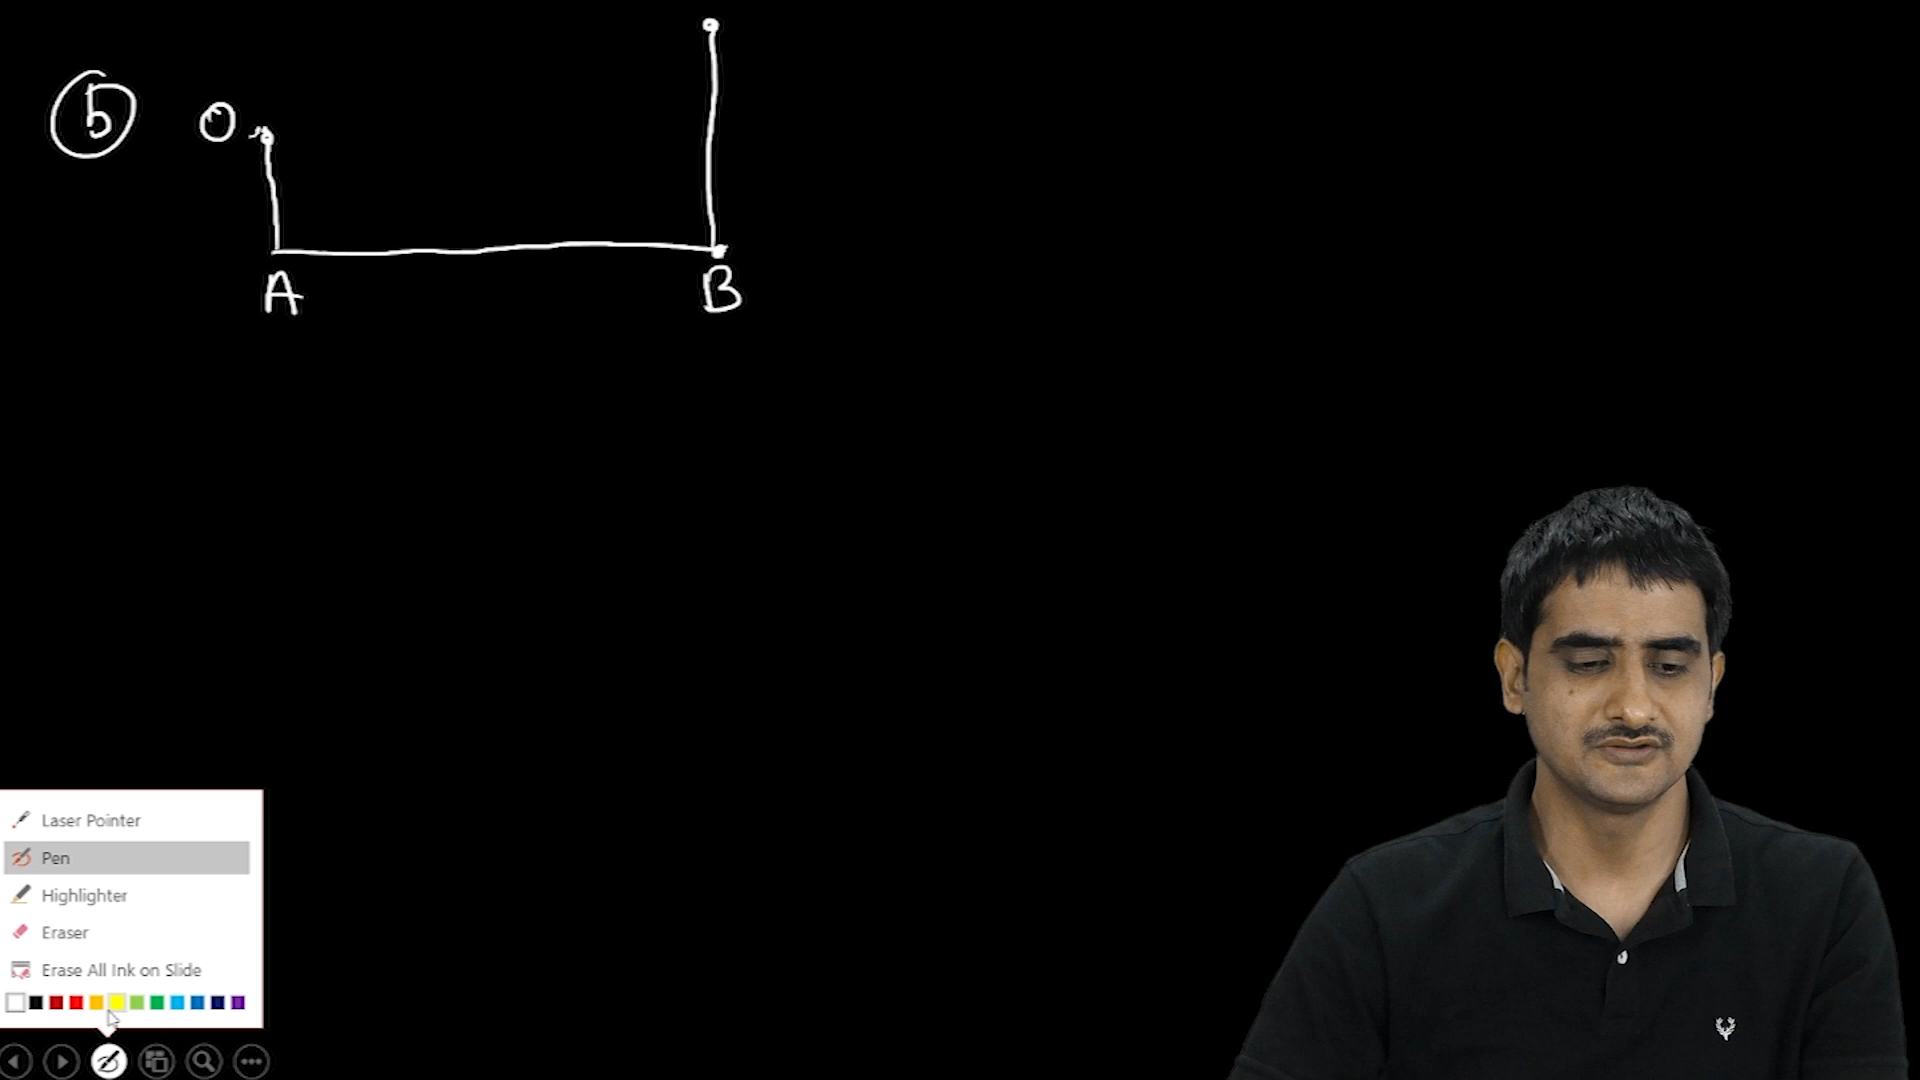 5
O
A B
Laser Pointer
Pen
Highlighter
Eraser
Erase All Ink on Slide